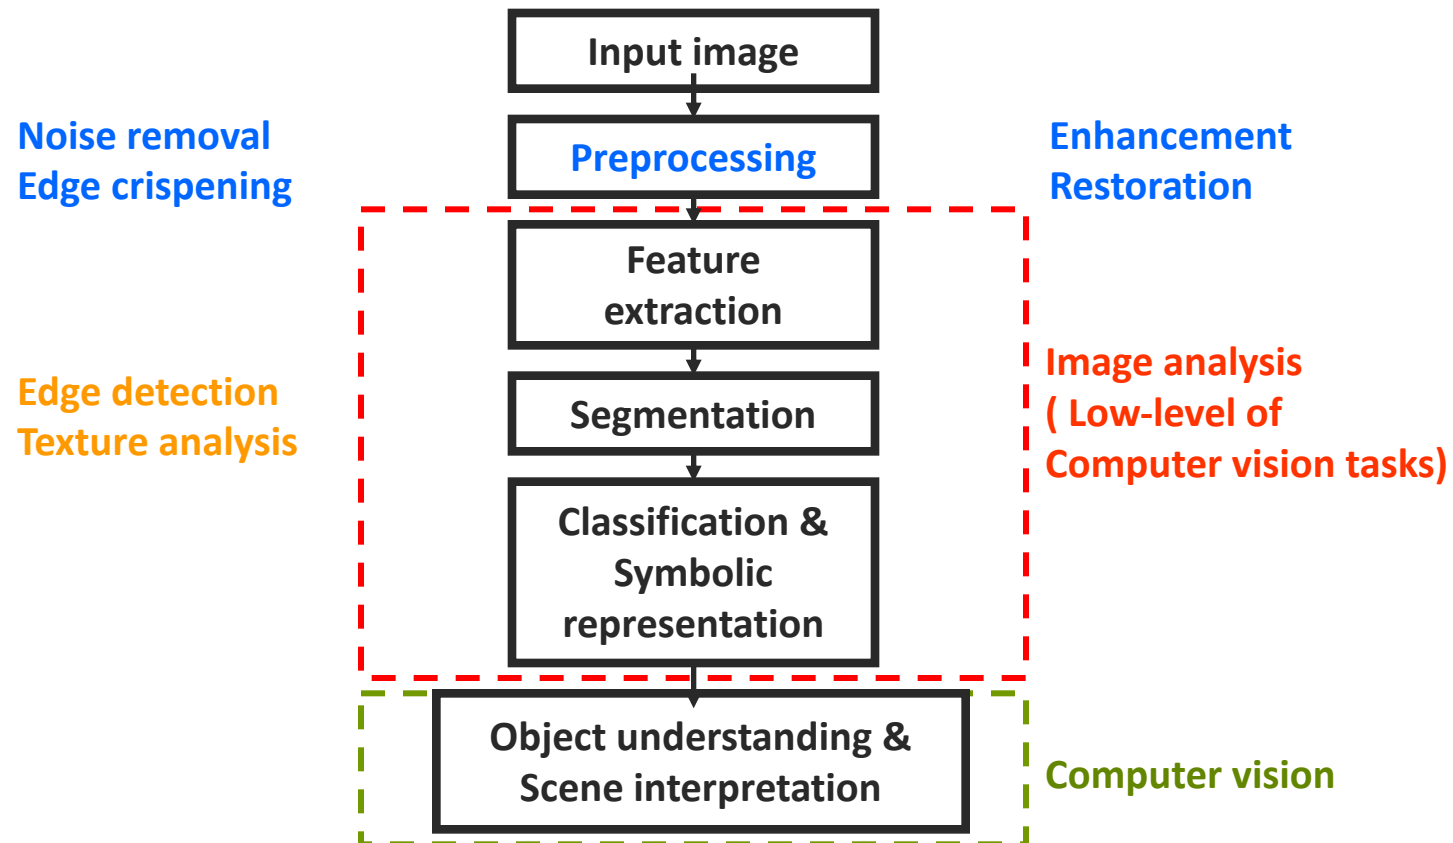 Input image
Noise removal
Edge crispening
Preprocessing
Enhancement
Restoration
Feature
extraction
Edge detection
Texture analysis
Segmentation
Image analysis
( Low-level of
Computer vision tasks)
Classification &
Symbolic
representation
Object understanding &
Scene interpretation
Computer vision